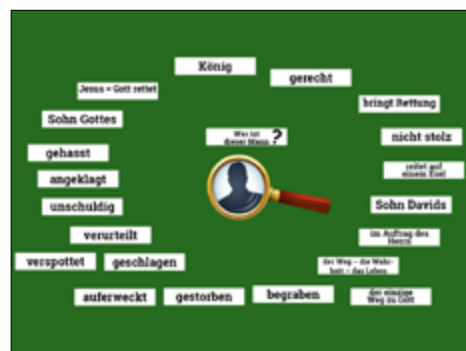 König
gerecht
Jesus = Gott rettet
bringt Rettung
Sohn Gottes
Wer ist
dieser Mann ?
nicht stolz
gehasst
reitet auf
einem Esel
angeklagt
unschuldig
Sohn Davids
verurteilt
im Auftrag des
Herrn
verspottet
geschlagen
der Weg – die Wahr-
heit – das Leben
auferweckt
gestorben
begraben
der einzige
Weg zu Gott